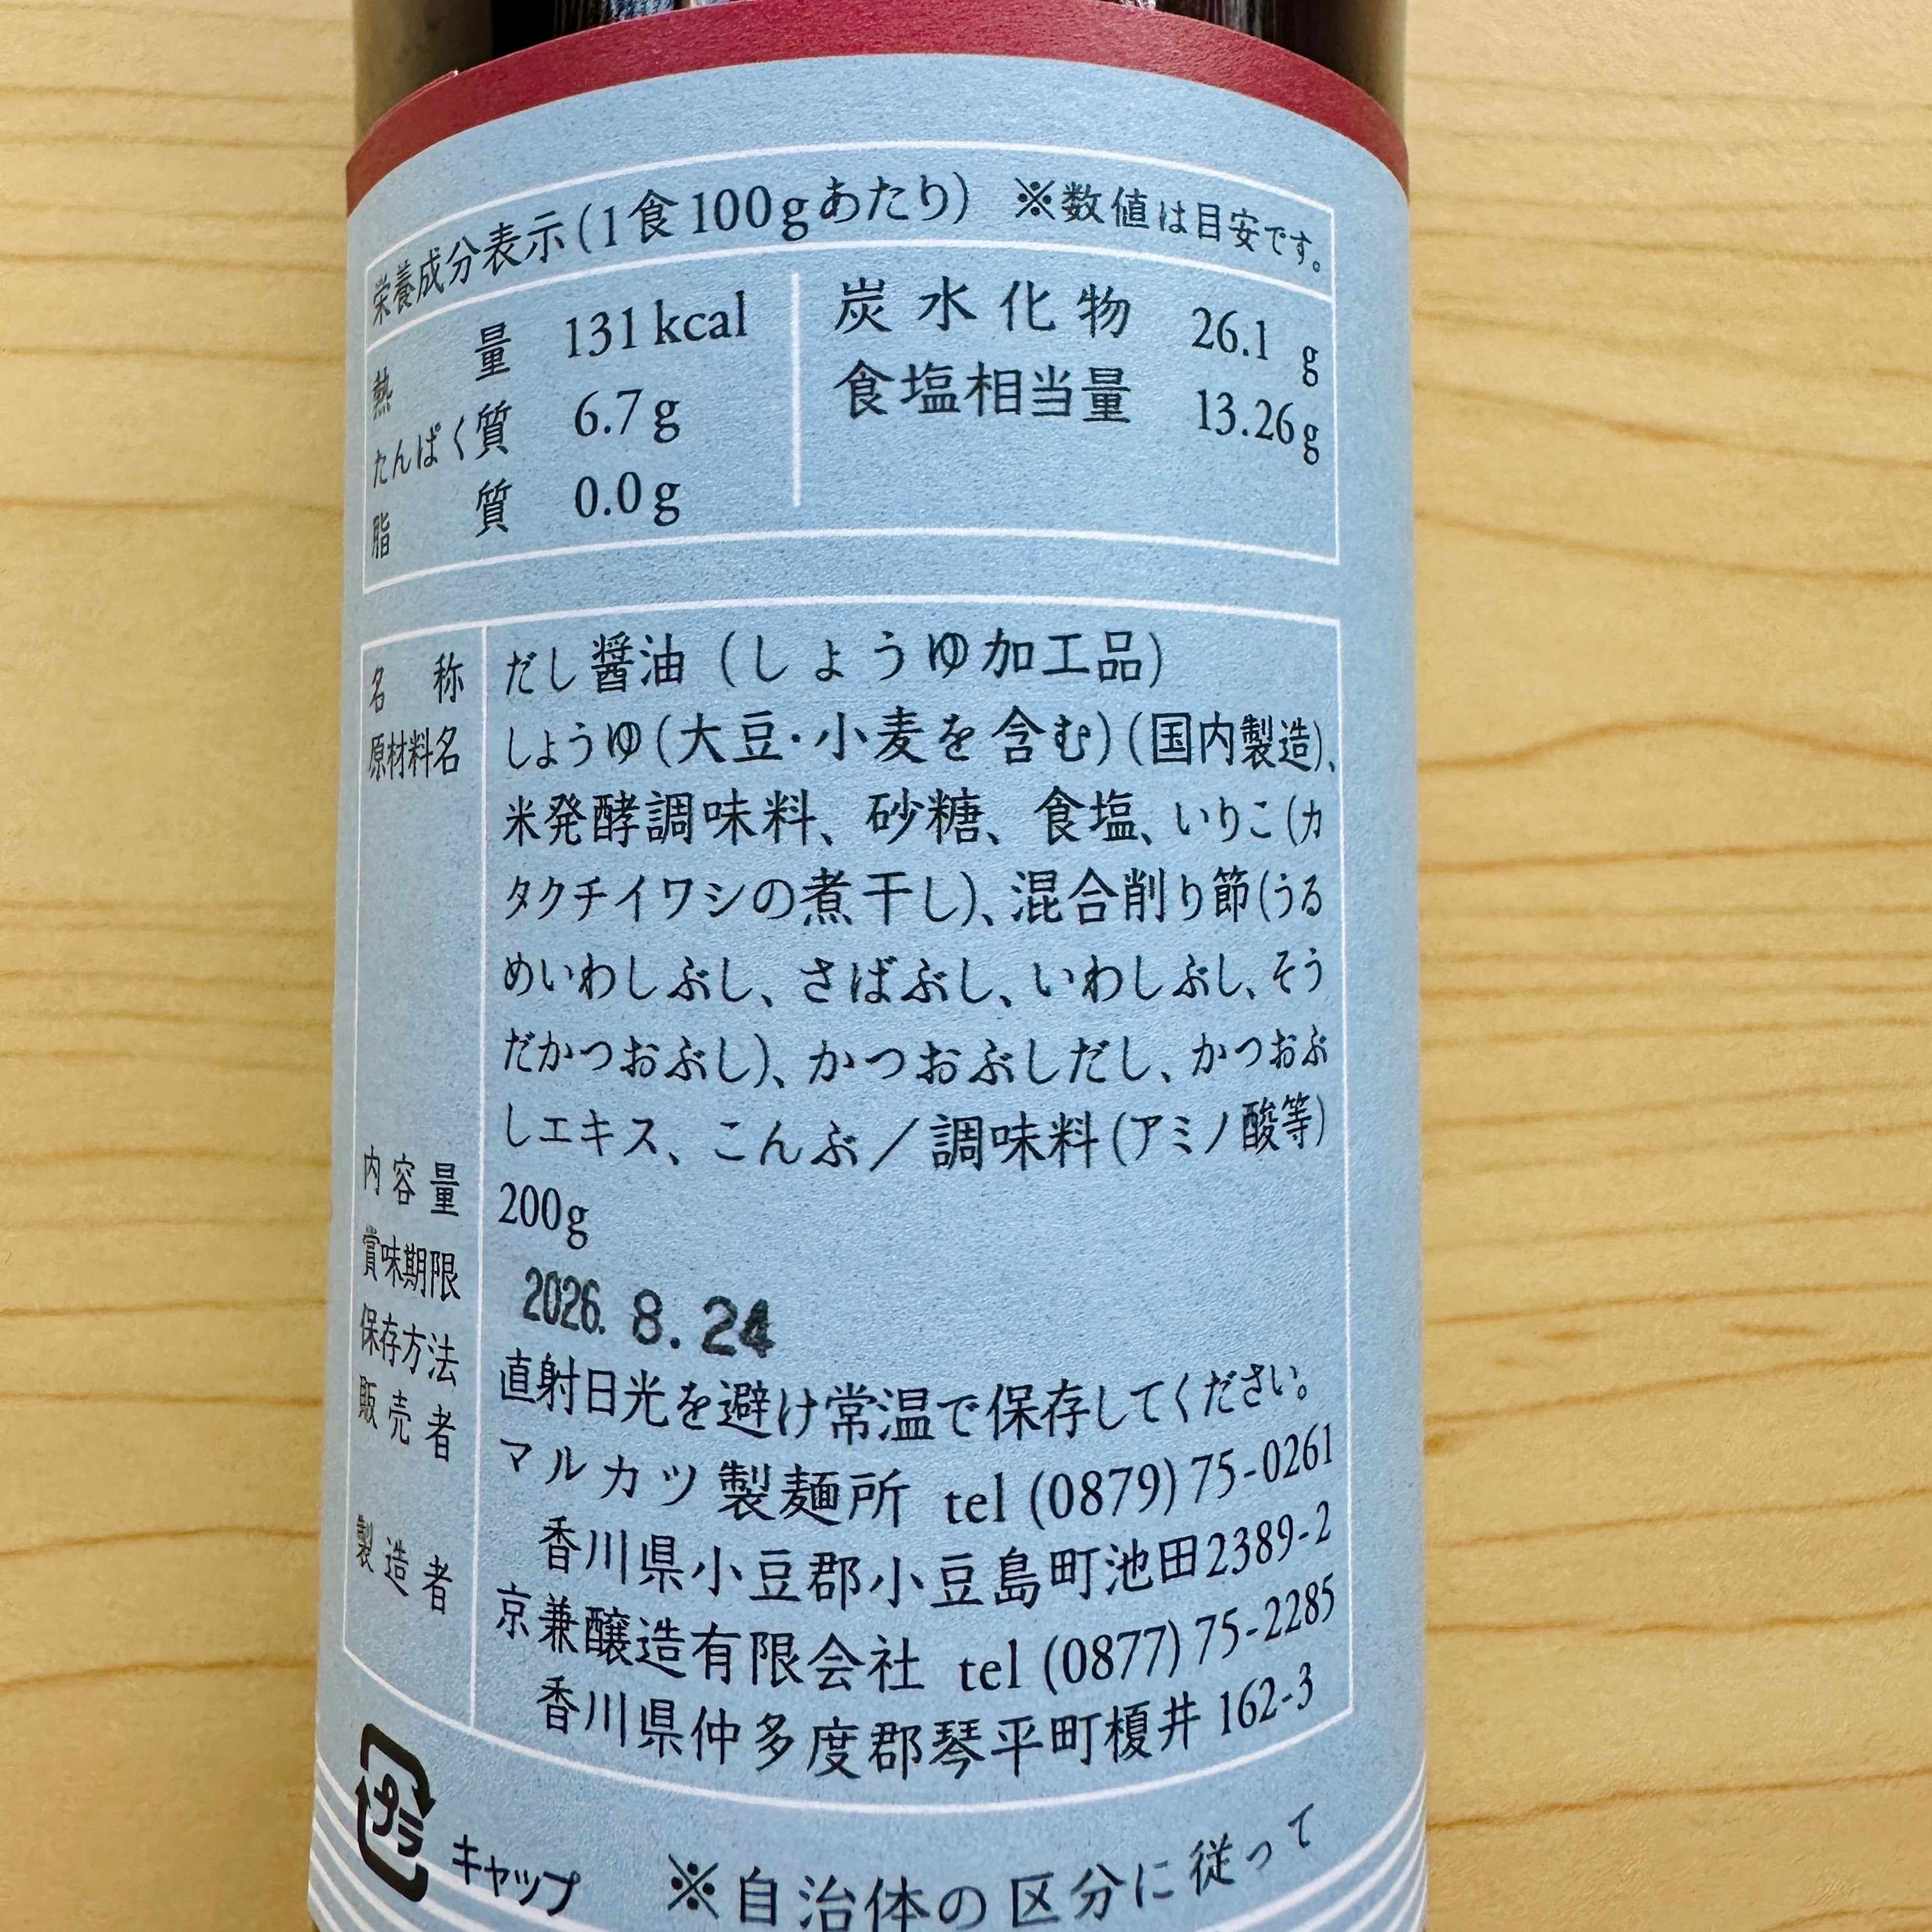 栄養成分表示(1食100gあたり) ※数値は目安です。
熱量 131kcal
たんぱく質 6.7g
脂質 0.0g
炭水化物 26.1g
食塩相当量 13.26g
名称 だし醤油(しょうゆ加工品)
原材料名 しょうゆ(大豆・小麦を含む)(国内製造)、
米発酵調味料、砂糖、食塩、いりこ(カ
タクチイワシの煮干し)、混合削り節(うる
めいわしぶし、さばぶし、いわしぶし、そう
だかつおぶし)、かつおぶしだし、かつおぶ
しエキス、こんぶ/調味料(アミノ酸等)
内容量 200g
賞味期限 2026. 8. 24
保存方法 直射日光を避け常温で保存してください。
販売者 マルカツ製麺所 tel (0879) 75-0261
香川県小豆郡小豆島町池田2389-2
製造者 京兼醸造有限会社 tel (0877) 75-2285
香川県仲多度郡琴平町榎井162-3
プラ キャップ ※自治体の区分に従って